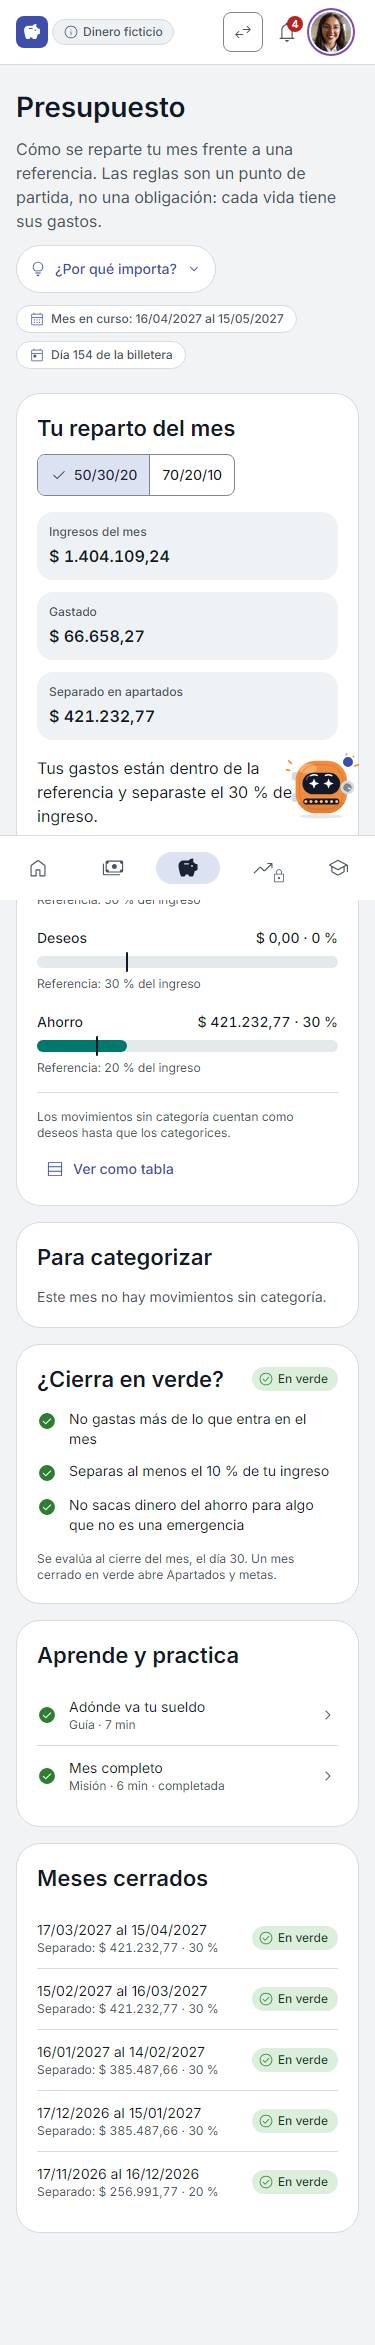 Dinero ficticio
4
Presupuesto
Cómo se reparte tu mes frente a una
referencia. Las reglas son un punto de
partida, no una obligación: cada vida tiene
sus gastos.
¿Por qué importa?
Mes en curso: 16/04/2027 al 15/05/2027
Día 154 de la billetera
Tu reparto del mes
50/30/20
70/20/10
Ingresos del mes
$ 1.404.109,24
Gastado
$ 66.658,27
Separado en apartados
$ 421.232,77
Tus gastos están dentro de la
referencia y separaste el 30 % de
ingreso.
Referencia: 50 % del ingreso
Deseos $ 0,00 · 0 %
Referencia: 30 % del ingreso
Ahorro $ 421.232,77 · 30 %
Referencia: 20 % del ingreso
Los movimientos sin categoría cuentan como
deseos hasta que los categorices.
Ver como tabla
Para categorizar
Este mes no hay movimientos sin categoría.
¿Cierra en verde? En verde
No gastas más de lo que entra en el
mes
Separas al menos el 10 % de tu ingreso
No sacas dinero del ahorro para algo
que no es una emergencia
Se evalúa al cierre del mes, el día 30. Un mes
cerrado en verde abre Apartados y metas.
Aprende y practica
Adónde va tu sueldo
Guía · 7 min
Mes completo
Misión · 6 min · completada
Meses cerrados
17/03/2027 al 15/04/2027
Separado: $ 421.232,77 · 30 %
En verde
15/02/2027 al 16/03/2027
Separado: $ 421.232,77 · 30 %
En verde
16/01/2027 al 14/02/2027
Separado: $ 385.487,66 · 30 %
En verde
17/12/2026 al 15/01/2027
Separado: $ 385.487,66 · 30 %
En verde
17/11/2026 al 16/12/2026
Separado: $ 256.991,77 · 20 %
En verde